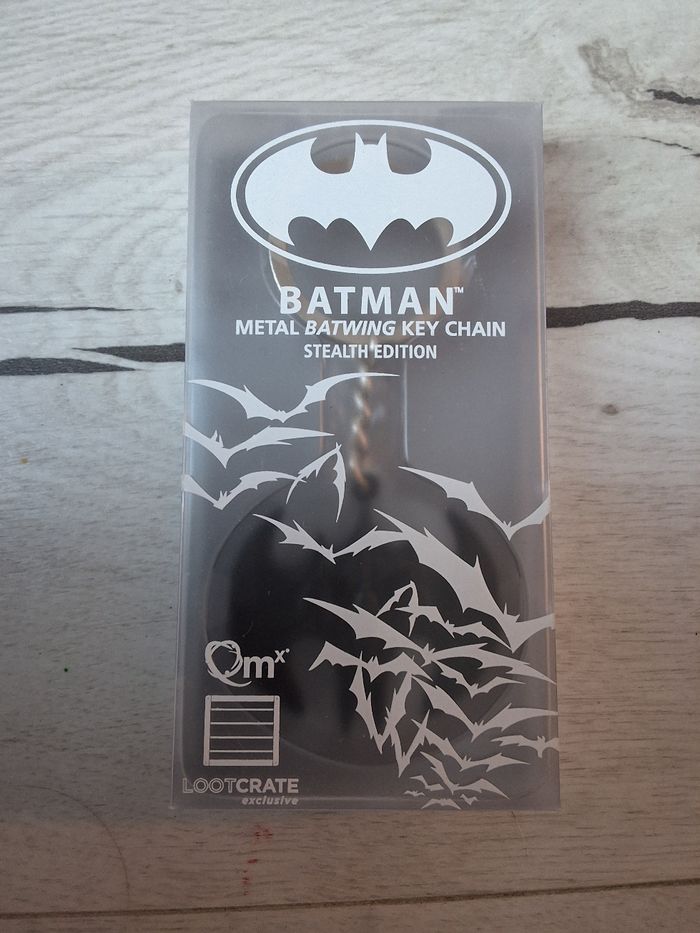 BATMAN™
METAL BATWING KEY CHAIN
STEALTH EDITION
Qmx
LOOTCRATE
exclusive